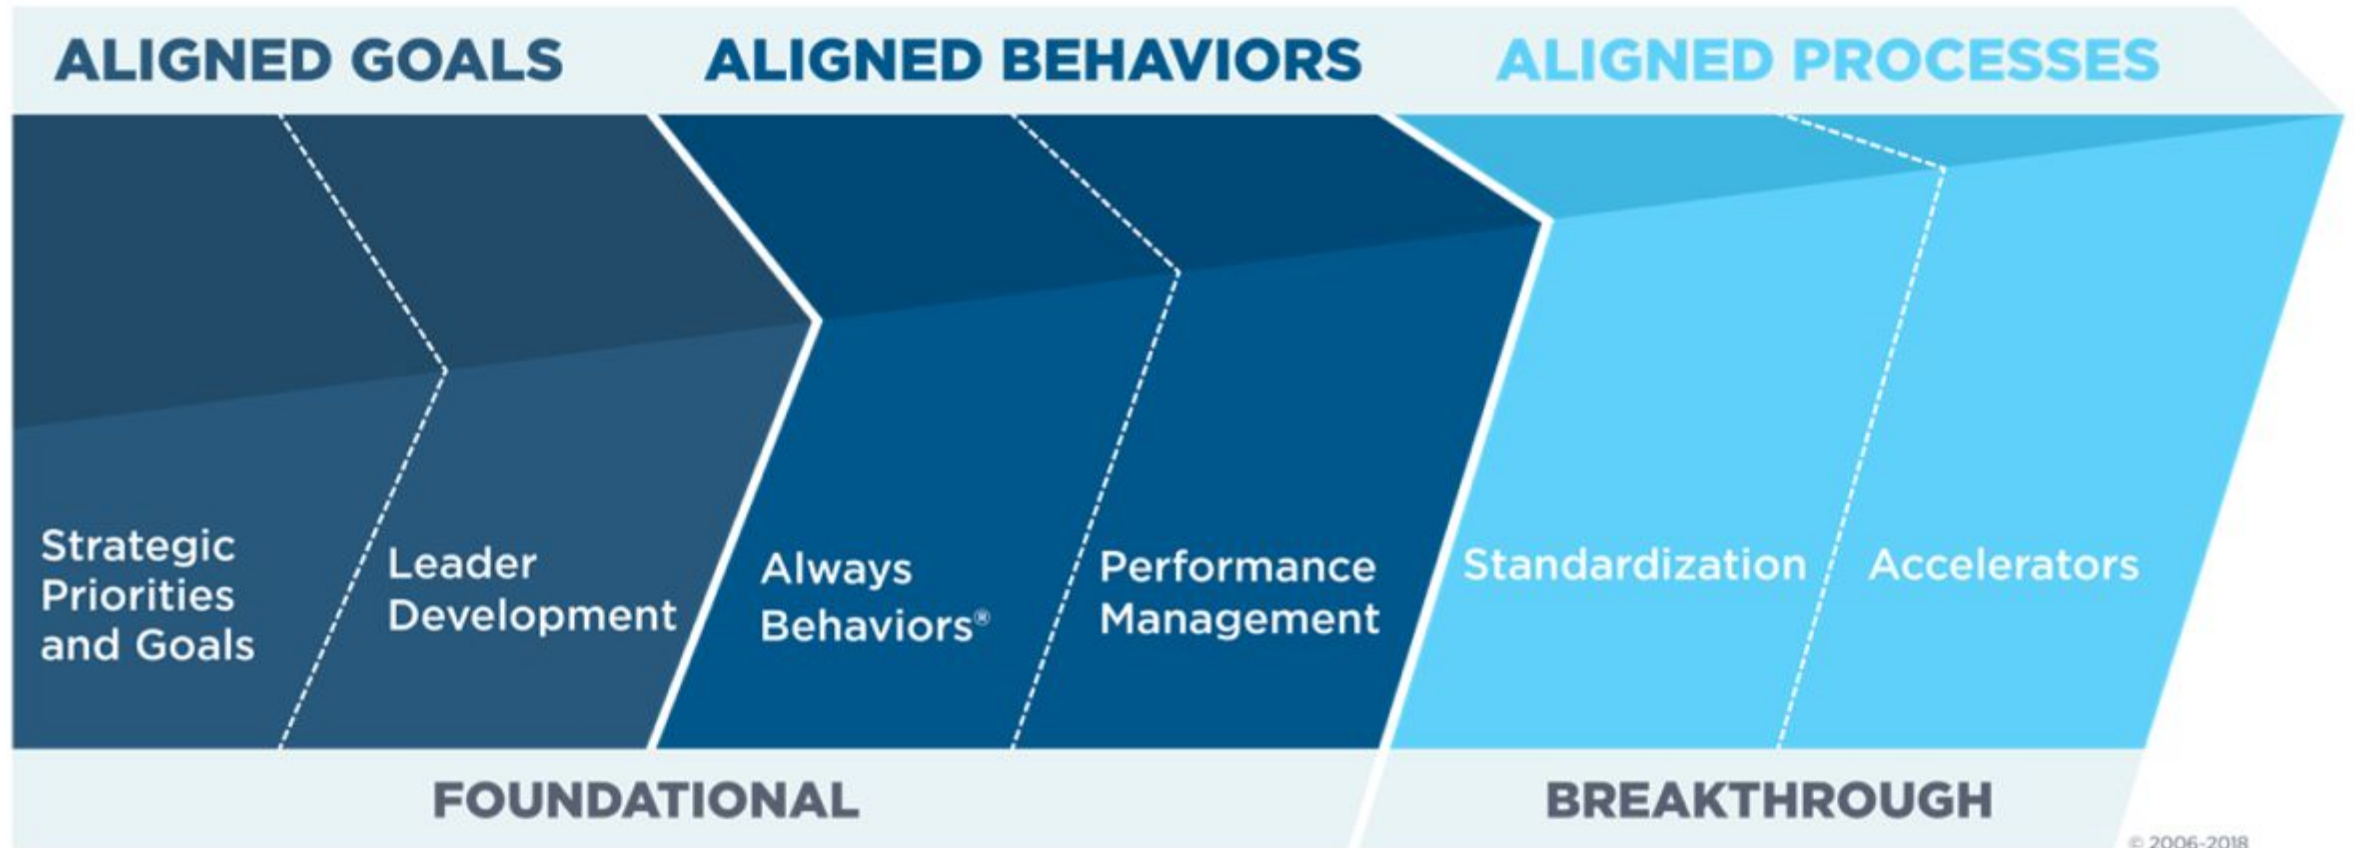 ALIGNED GOALS
ALIGNED BEHAVIORS
ALIGNED PROCESSES
Strategic
Priorities
and Goals
Leader
Development
Always
Behaviors®
Performance
Management
Standardization
Accelerators
FOUNDATIONAL
BREAKTHROUGH
© 2006-2018